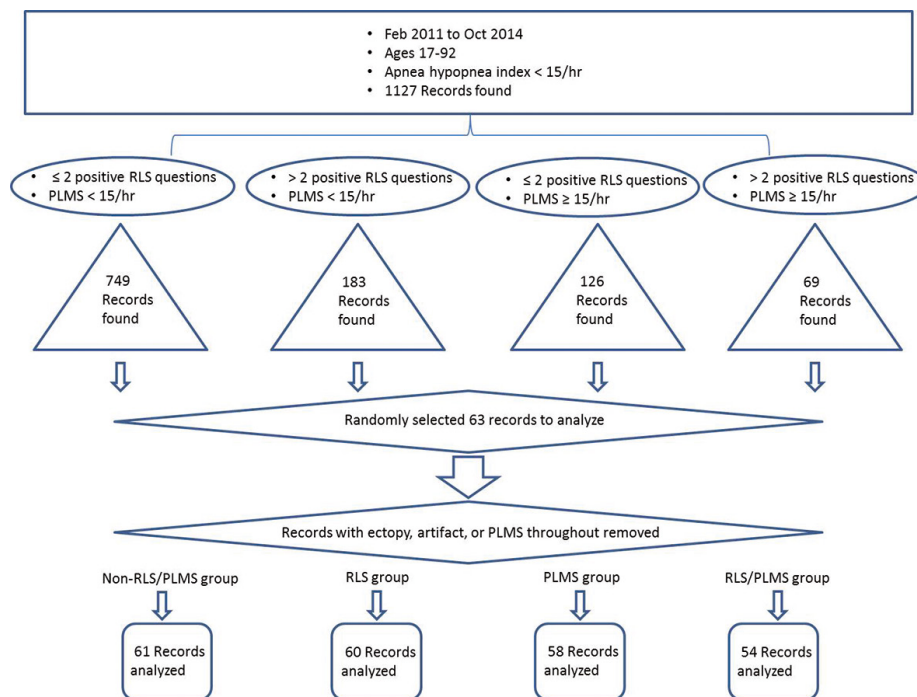 • Feb 2011 to Oct 2014
• Ages 17-92
• Apnea hypopnea index < 15/hr
• 1127 Records found
• ≤ 2 positive RLS questions
• PLMS < 15/hr
• > 2 positive RLS questions
• PLMS < 15/hr
• ≤ 2 positive RLS questions
• PLMS ≥ 15/hr
• > 2 positive RLS questions
• PLMS ≥ 15/hr
749
Records
found
183
Records
found
126
Records
found
69
Records
found
Randomly selected 63 records to analyze
Records with ectopy, artifact, or PLMS throughout removed
Non-RLS/PLMS group
RLS group
PLMS group
RLS/PLMS group
61 Records
analyzed
60 Records
analyzed
58 Records
analyzed
54 Records
analyzed